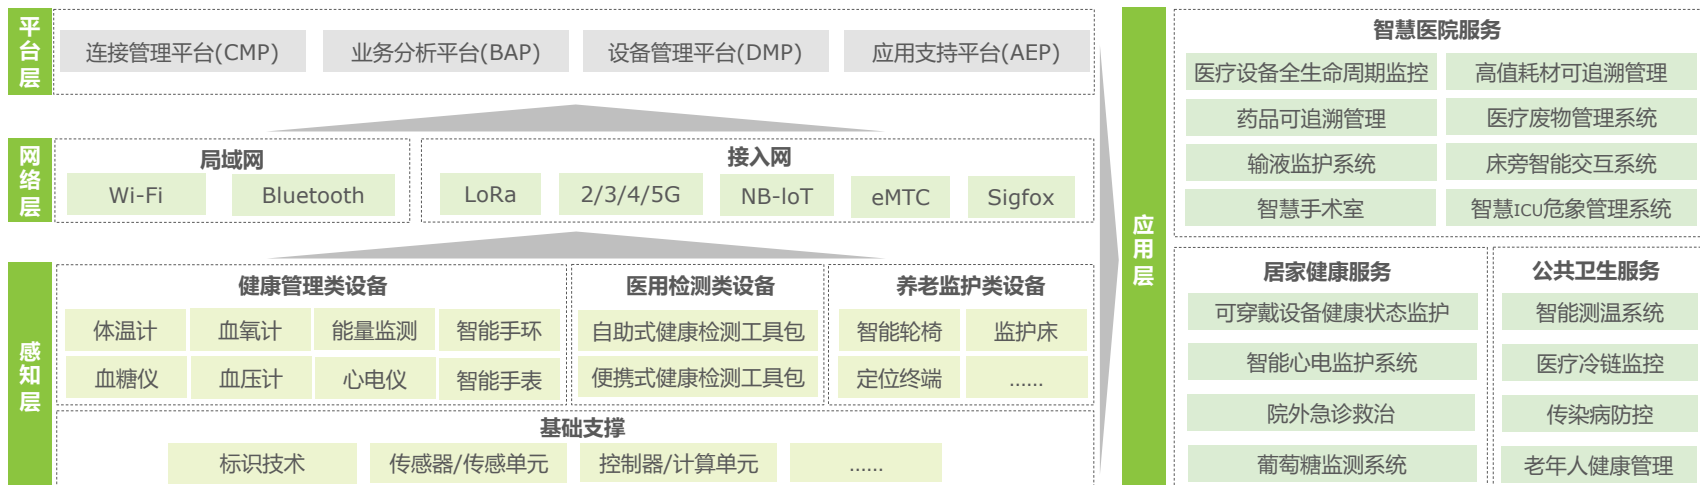 平台层
连接管理平台(CMP)
业务分析平台(BAP)
设备管理平台(DMP)
应用支持平台(AEP)
网络层
局域网
Wi-Fi
Bluetooth
接入网
LoRa
2/3/4/5G
NB-IoT
eMTC
Sigfox
感知层
健康管理类设备
体温计
血氧计
能量监测
智能手环
血糖仪
血压计
心电仪
智能手表
医用检测类设备
自助式健康检测工具包
便携式健康检测工具包
养老监护类设备
智能轮椅
监护床
定位终端
......
基础支撑
标识技术
传感器/传感单元
控制器/计算单元
......
应用层
智慧医院服务
医疗设备全生命周期监控
高值耗材可追溯管理
药品可追溯管理
医疗废物管理系统
输液监护系统
床旁智能交互系统
智慧手术室
智慧ICU危象管理系统
居家健康服务
可穿戴设备健康状态监护
智能心电监护系统
院外急诊救治
葡萄糖监测系统
公共卫生服务
智能测温系统
医疗冷链监控
传染病防控
老年人健康管理